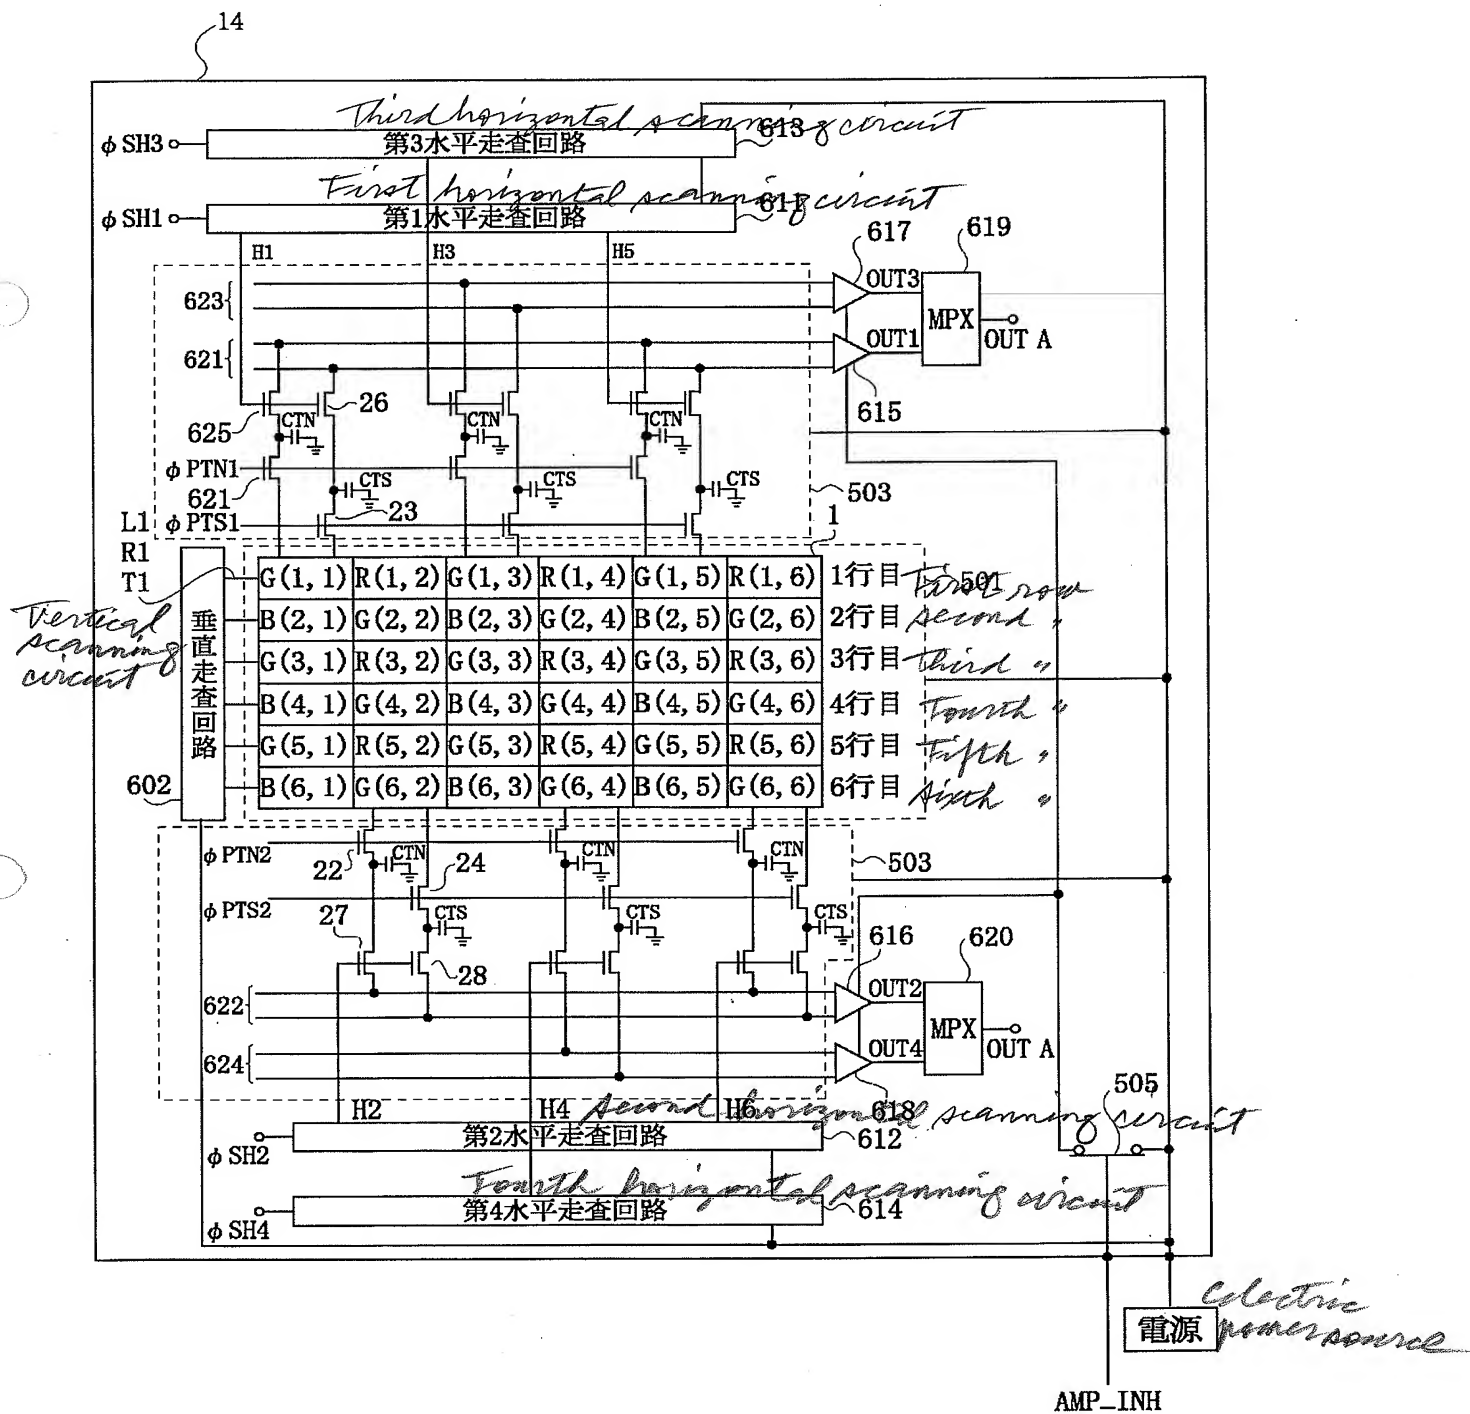 14
Third horizontal scanning circuit
φ SH3
第3水平走査回路
613
First horizontal scanning circuit
φ SH1
第1水平走査回路
611
H1
H3
H5
617
619
623
OUT3
MPX
OUT A
621
OUT1
615
26
625
CTN
CTN
CTN
φ PTN1
CTS
CTS
CTS
621
503
L1
φ PTS1
23
1
R1
T1
G(1, 1) R(1, 2) G(1, 3) R(1, 4) G(1, 5) R(1, 6) 1行目 First row
501
B(2, 1) G(2, 2) B(2, 3) G(2, 4) B(2, 5) G(2, 6) 2行目 second "
G(3, 1) R(3, 2) G(3, 3) R(3, 4) G(3, 5) R(3, 6) 3行目 Third "
B(4, 1) G(4, 2) B(4, 3) G(4, 4) B(4, 5) G(4, 6) 4行目 Fourth "
G(5, 1) R(5, 2) G(5, 3) R(5, 4) G(5, 5) R(5, 6) 5行目 Fifth "
B(6, 1) G(6, 2) B(6, 3) G(6, 4) B(6, 5) G(6, 6) 6行目 sixth "
Vertical
scanning
circuit
垂直走査回路
602
φ PTN2
22
CTN
24
CTN
CTN
503
φ PTS2
27
CTS
CTS
CTS
28
616
620
622
OUT2
MPX
OUT A
624
OUT4
618
505
H2
H4
H6
second horizontal scanning circuit
第2水平走査回路
612
φ SH2
Fourth horizontal scanning circuit
第4水平走査回路
614
φ SH4
electric
power source
電源
AMP_INH